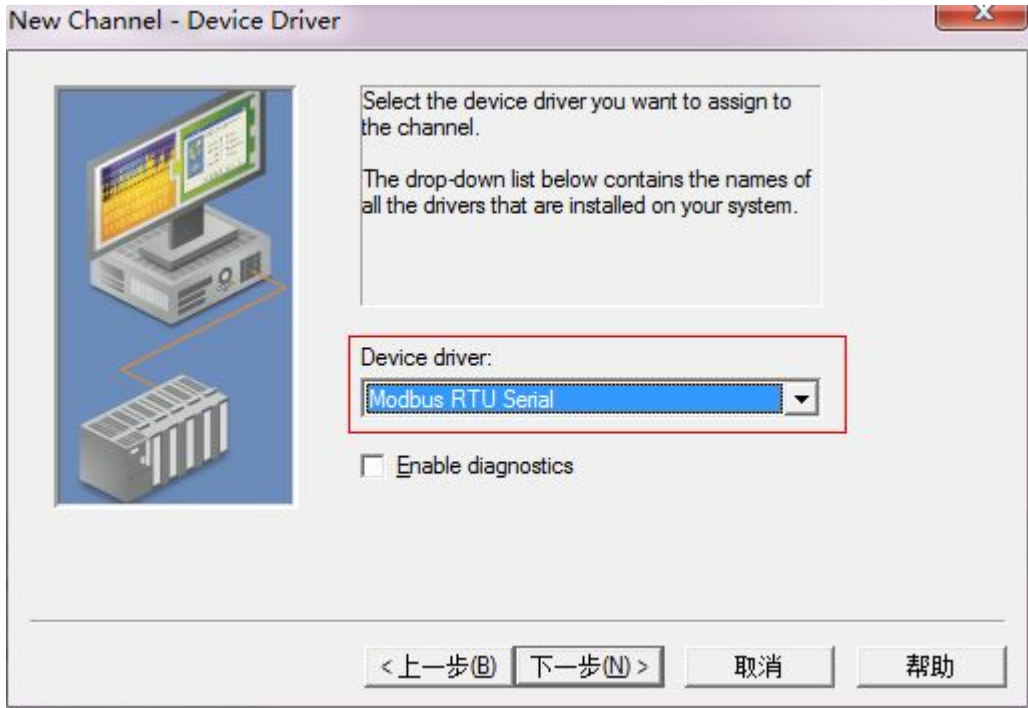 New Channel - Device Driver
Select the device driver you want to assign to
the channel.
The drop-down list below contains the names of
all the drivers that are installed on your system.
Device driver:
Modbus RTU Serial
Enable diagnostics
<上一步(B) 下一步(N)> 取消 帮助